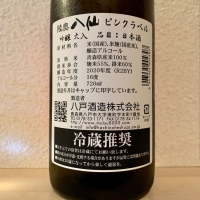 陸奥八仙 ピンクラベル
吟醸 火入 品目:日本酒
原材料名/米(国産)、米麹(国産米)、
醸造アルコール
原料米/青森県産米100%
精米歩合/麹米55%、掛米60%
製造年度/2020年度(R2BY)
アルコール分/16度
内容量/720ml
製造年月はキャップに印字しています。
製造者
八戸酒造株式会社
冷蔵推奨